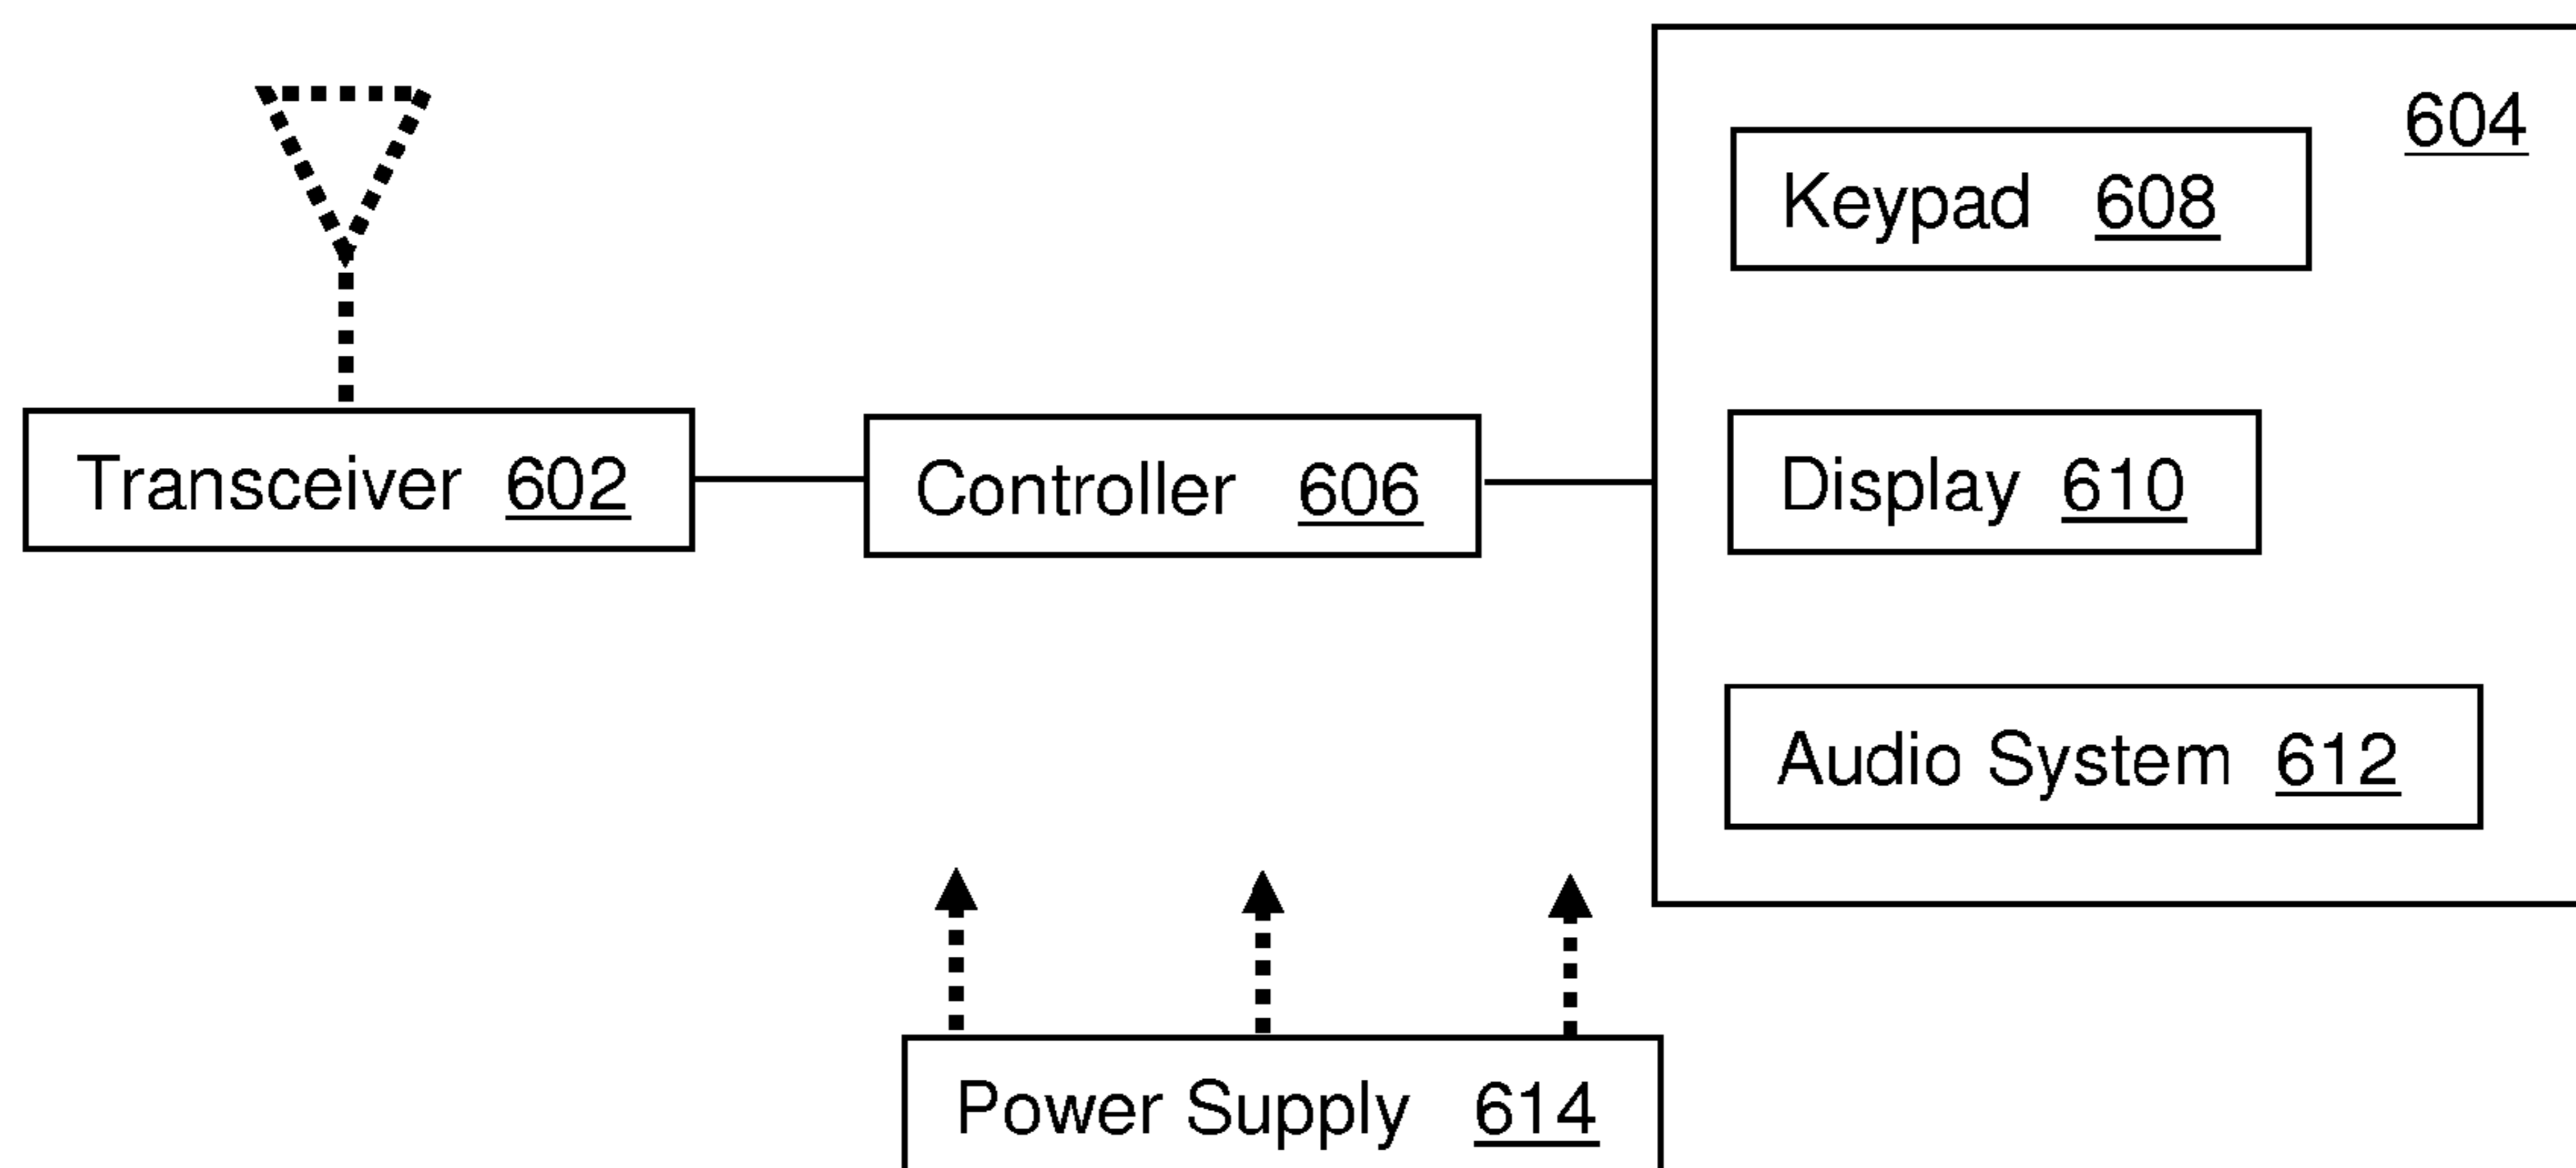 604
Keypad 608
Transceiver 602
Controller 606
Display 610
Audio System 612
Power Supply 614